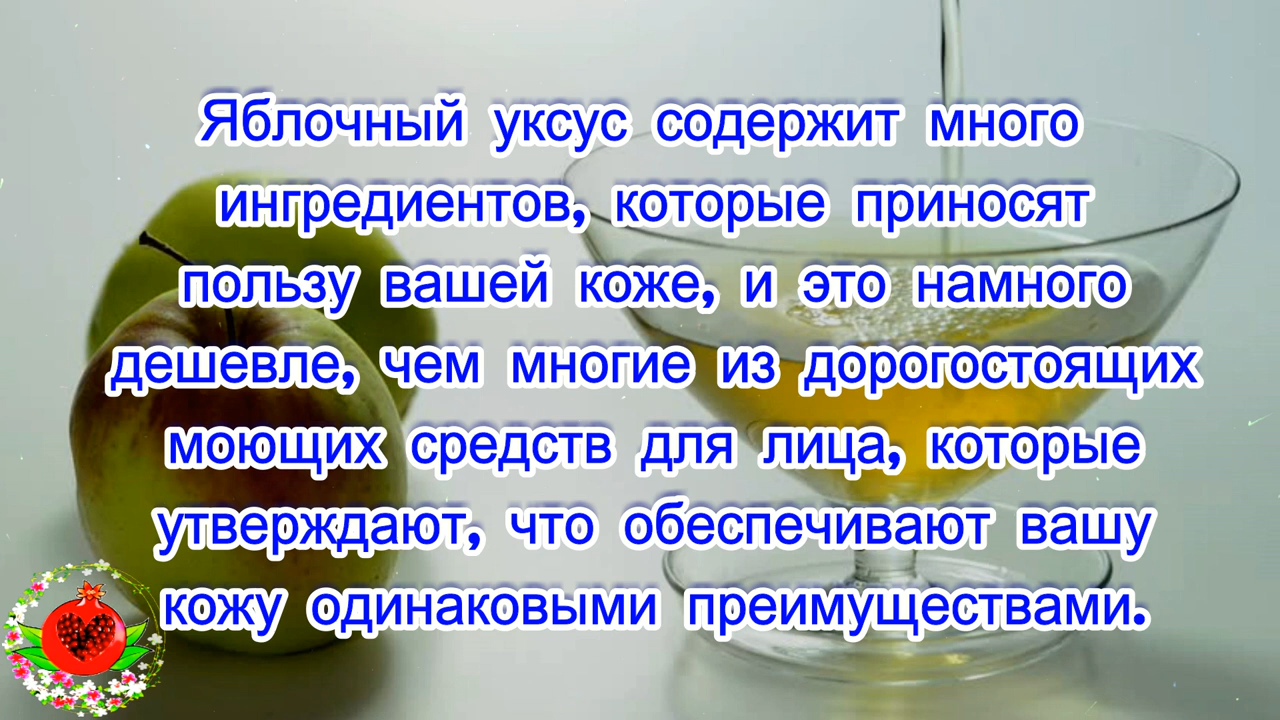 Яблочный уксус содержит много
ингредиентов, которые приносят
пользу вашей коже, и это намного
дешевле, чем многие из дорогостоящих
моющих средств для лица, которые
утверждают, что обеспечивают вашу
кожу одинаковыми преимуществами.